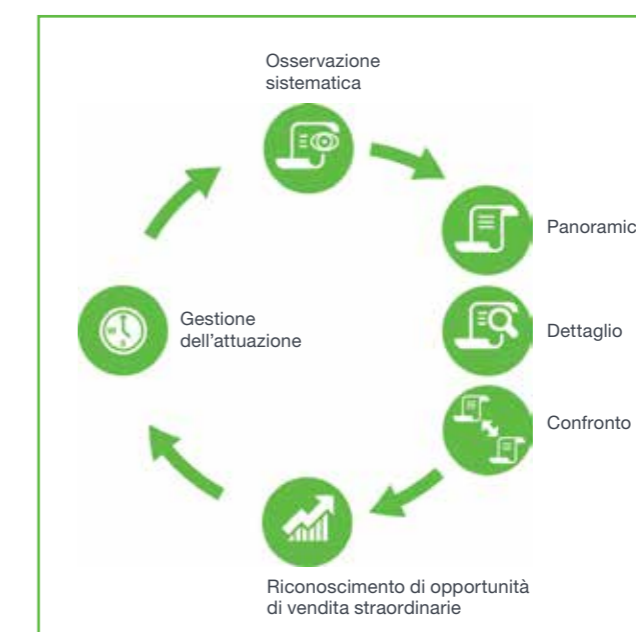 Osservazione
sistematica
Panoramic
Dettaglio
Confronto
Gestione
dell'attuazione
Riconoscimento di opportunità
di vendita straordinarie